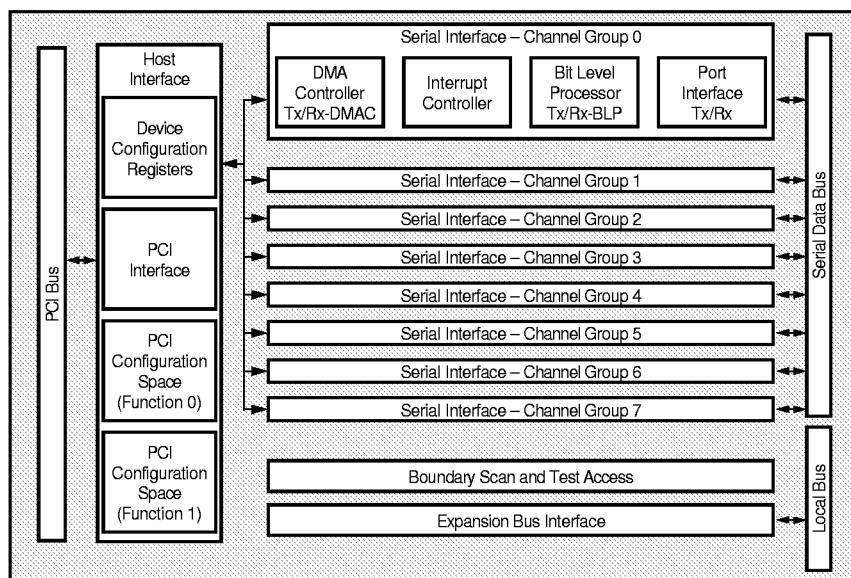 PCI Bus
Host
Interface
Device
Configuration
Registers
PCI
Interface
PCI
Configuration
Space
(Function 0)
PCI
Configuration
Space
(Function 1)
Serial Interface – Channel Group 0
DMA
Controller
Tx/Rx-DMAC
Interrupt
Controller
Bit Level
Processor
Tx/Rx-BLP
Port
Interface
Tx/Rx
Serial Interface – Channel Group 1
Serial Interface – Channel Group 2
Serial Interface – Channel Group 3
Serial Interface – Channel Group 4
Serial Interface – Channel Group 5
Serial Interface – Channel Group 6
Serial Interface – Channel Group 7
Boundary Scan and Test Access
Expansion Bus Interface
Serial Data Bus
Local Bus